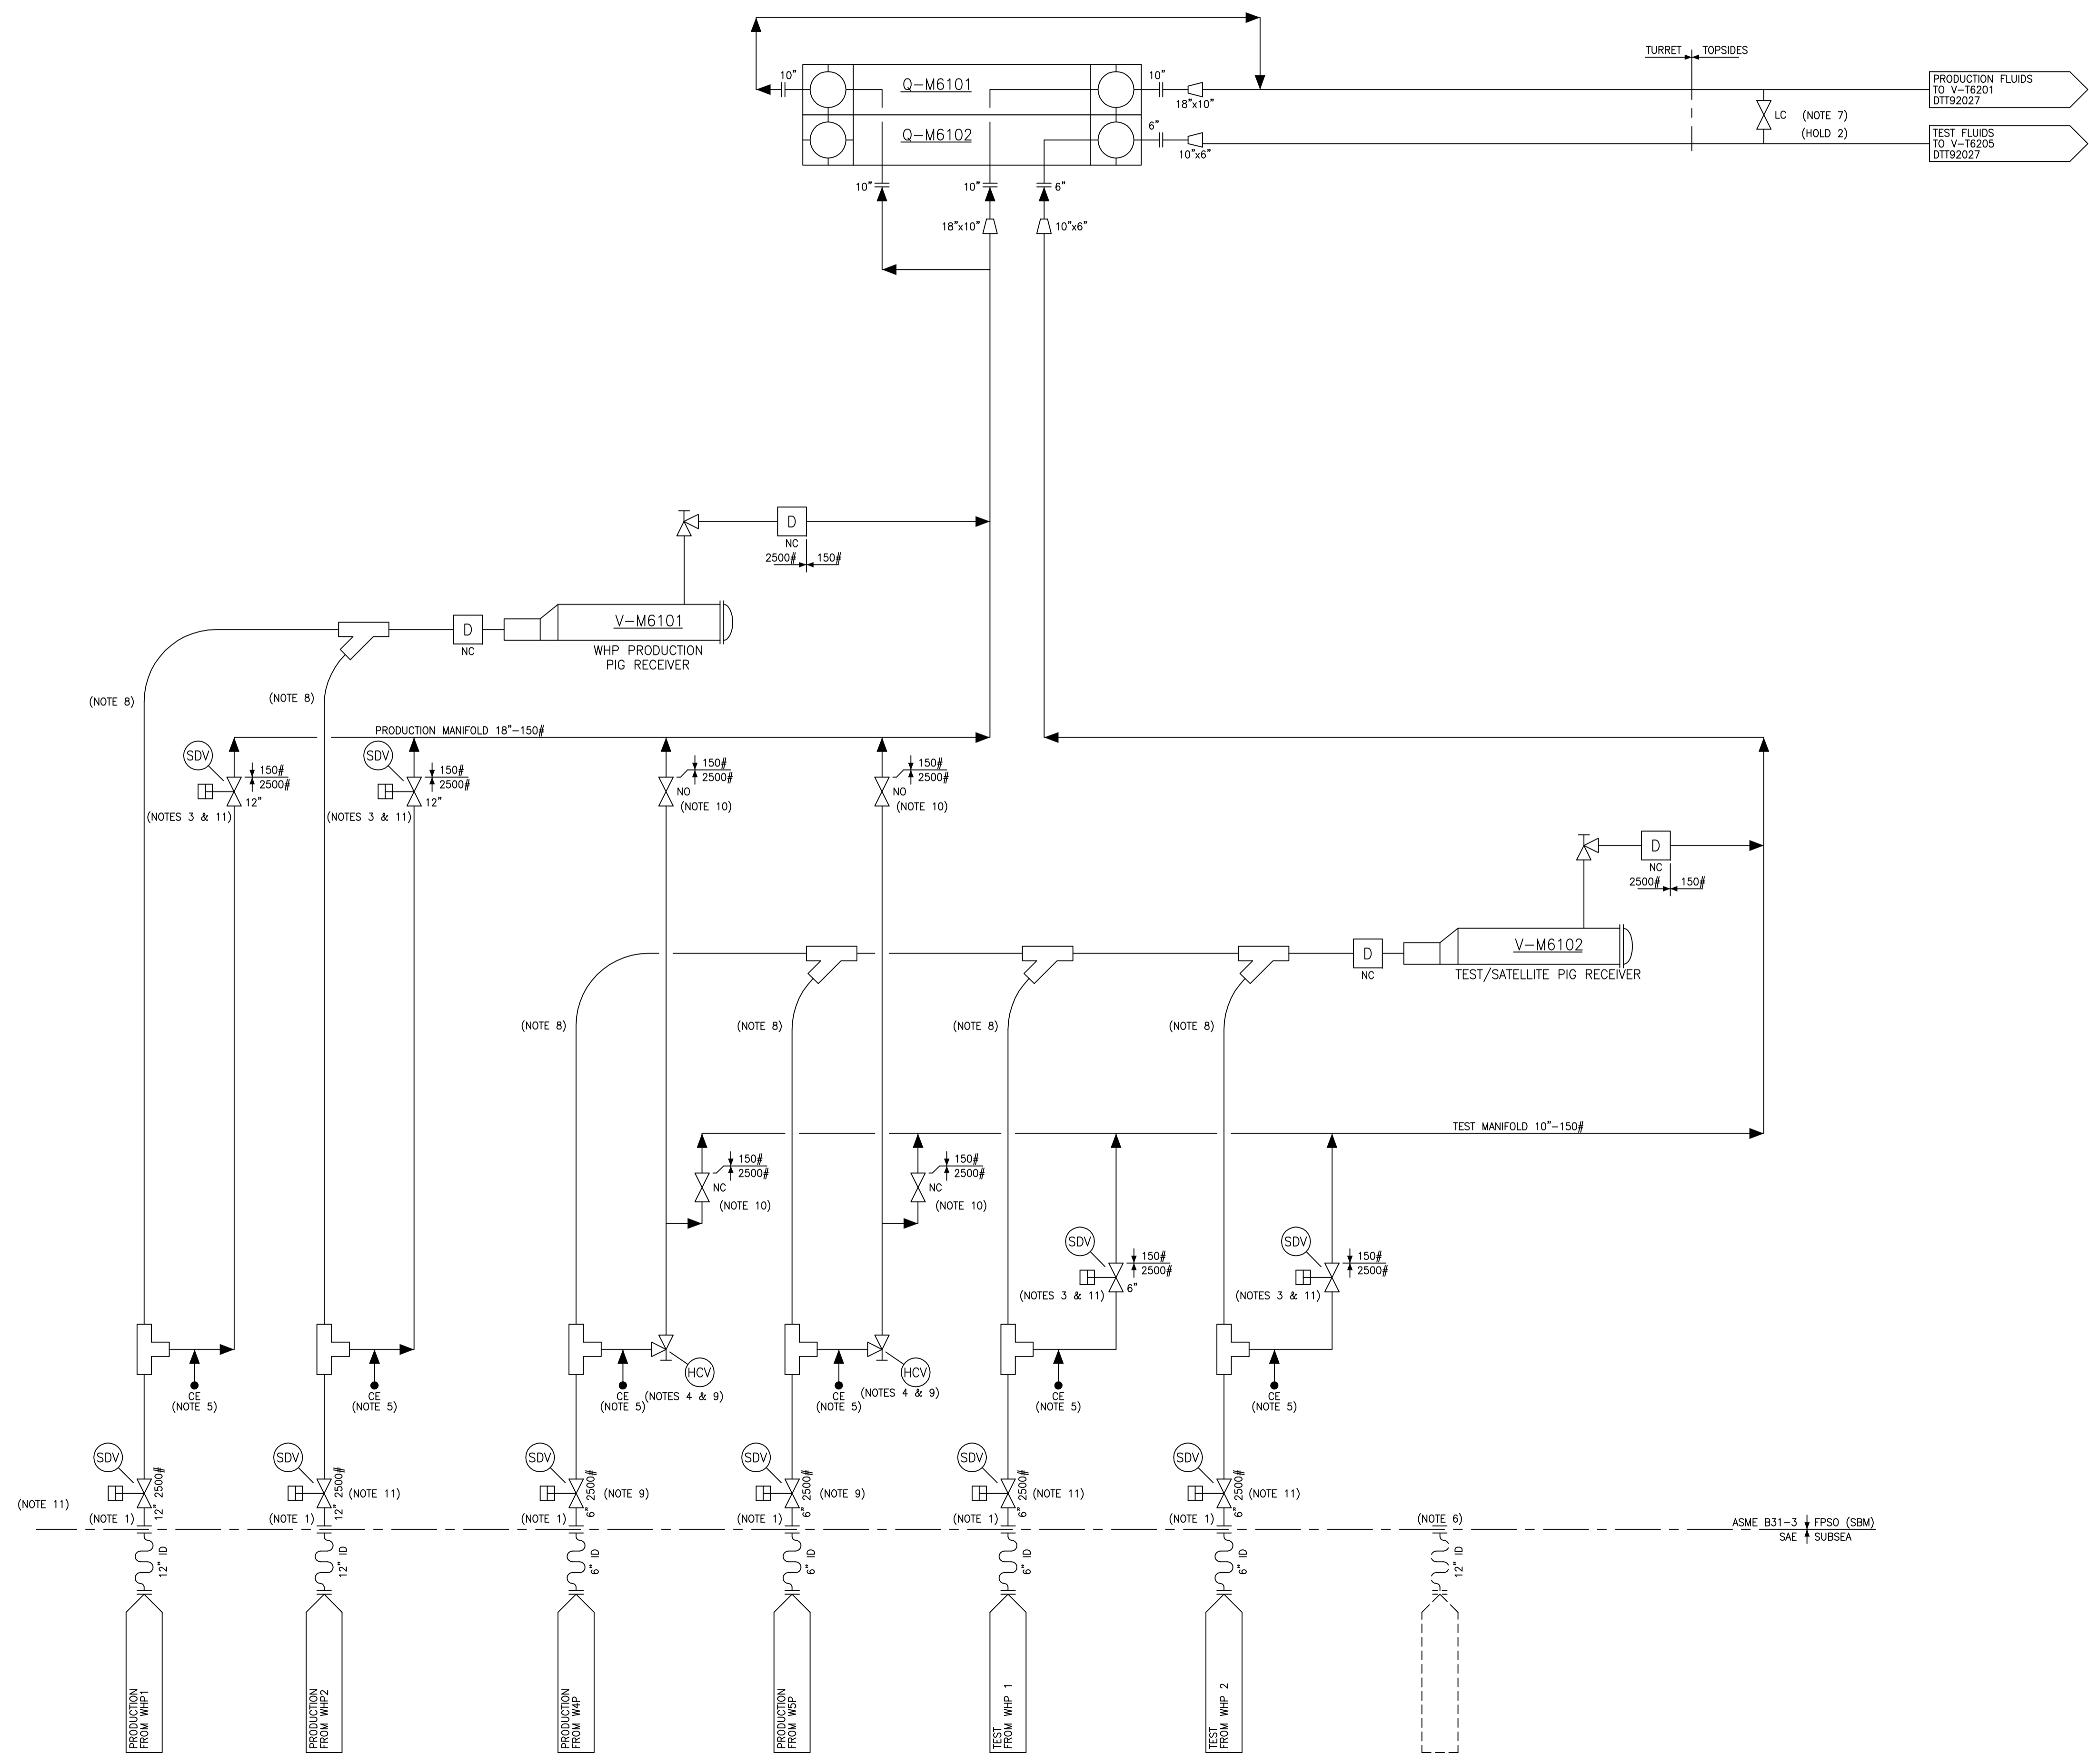 TURRET
TOPSIDES
10"
Q-M6101
10"
18"x10"
PRODUCTION FLUIDS
TO V-T6201
DTT92027
LC
(NOTE 7)
(HOLD 2)
Q-M6102
6"
10"x6"
TEST FLUIDS
TO V-T6205
DTT92027
10"
10"
6"
18"x10"
10"x6"
D
NC
2500#
150#
D
NC
V-M6101
WHP PRODUCTION
PIG RECEIVER
(NOTE 8)
(NOTE 8)
PRODUCTION MANIFOLD 18"-150#
SDV
150#
2500#
12"
(NOTES 3 & 11)
SDV
150#
2500#
12"
(NOTES 3 & 11)
150#
2500#
NO
(NOTE 10)
150#
2500#
NO
(NOTE 10)
D
NC
2500#
150#
D
NC
V-M6102
TEST/SATELLITE PIG RECEIVER
(NOTE 8)
(NOTE 8)
(NOTE 8)
(NOTE 8)
TEST MANIFOLD 10"-150#
150#
2500#
NC
(NOTE 10)
150#
2500#
NC
(NOTE 10)
SDV
150#
2500#
6"
(NOTES 3 & 11)
SDV
150#
2500#
(NOTES 3 & 11)
CE
(NOTE 5)
CE
(NOTE 5)
CE
(NOTE 5)
HCV
(NOTES 4 & 9)
CE
(NOTE 5)
HCV
(NOTES 4 & 9)
CE
(NOTE 5)
CE
(NOTE 5)
(NOTE 11)
SDV
12" 2500#
(NOTE 1)
SDV
12" 2500#
(NOTE 11)
(NOTE 1)
SDV
6" 2500#
(NOTE 9)
(NOTE 1)
SDV
6" 2500#
(NOTE 9)
(NOTE 1)
SDV
6" 2500#
(NOTE 11)
(NOTE 1)
SDV
6" 2500#
(NOTE 11)
(NOTE 1)
(NOTE 6)
ASME B31-3
FPSO (SBM)
SAE
SUBSEA
12" ID
12" ID
6" ID
6" ID
6" ID
6" ID
12" ID
PRODUCTION
FROM WHP1
PRODUCTION
FROM WHP2
PRODUCTION
FROM W4P
PRODUCTION
FROM W5P
TEST
FROM WHP 1
TEST
FROM WHP 2